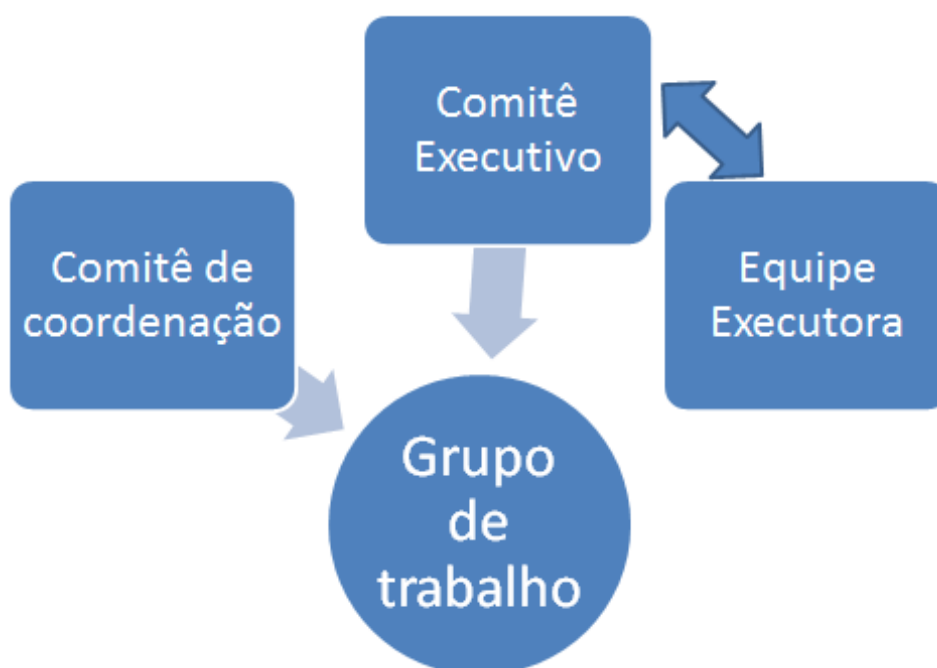 Comitê
Executivo
Comitê de
coordenação
Equipe
Executora
Grupo
de
trabalho